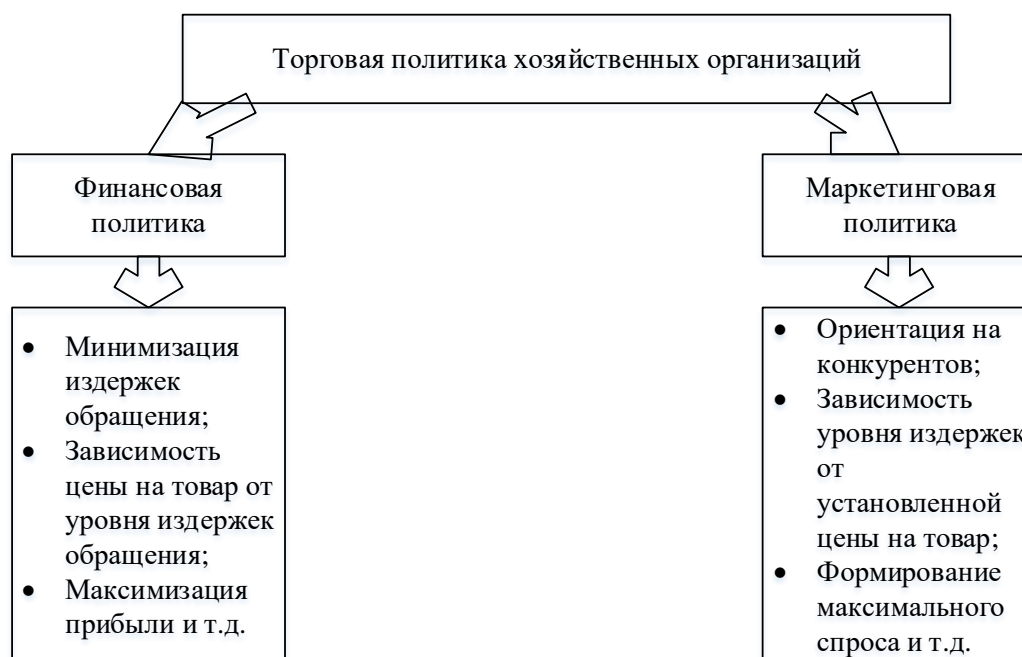 Торговая политика хозяйственных организаций
Финансовая
политика
Маркетинговая
политика
• Минимизация
издержек
обращения;
• Зависимость
цены на товар от
уровня издержек
обращения;
• Максимизация
прибыли и т.д.
• Ориентация на
конкурентов;
• Зависимость
уровня издержек
от
установленной
цены на товар;
• Формирование
максимального
спроса и т.д.